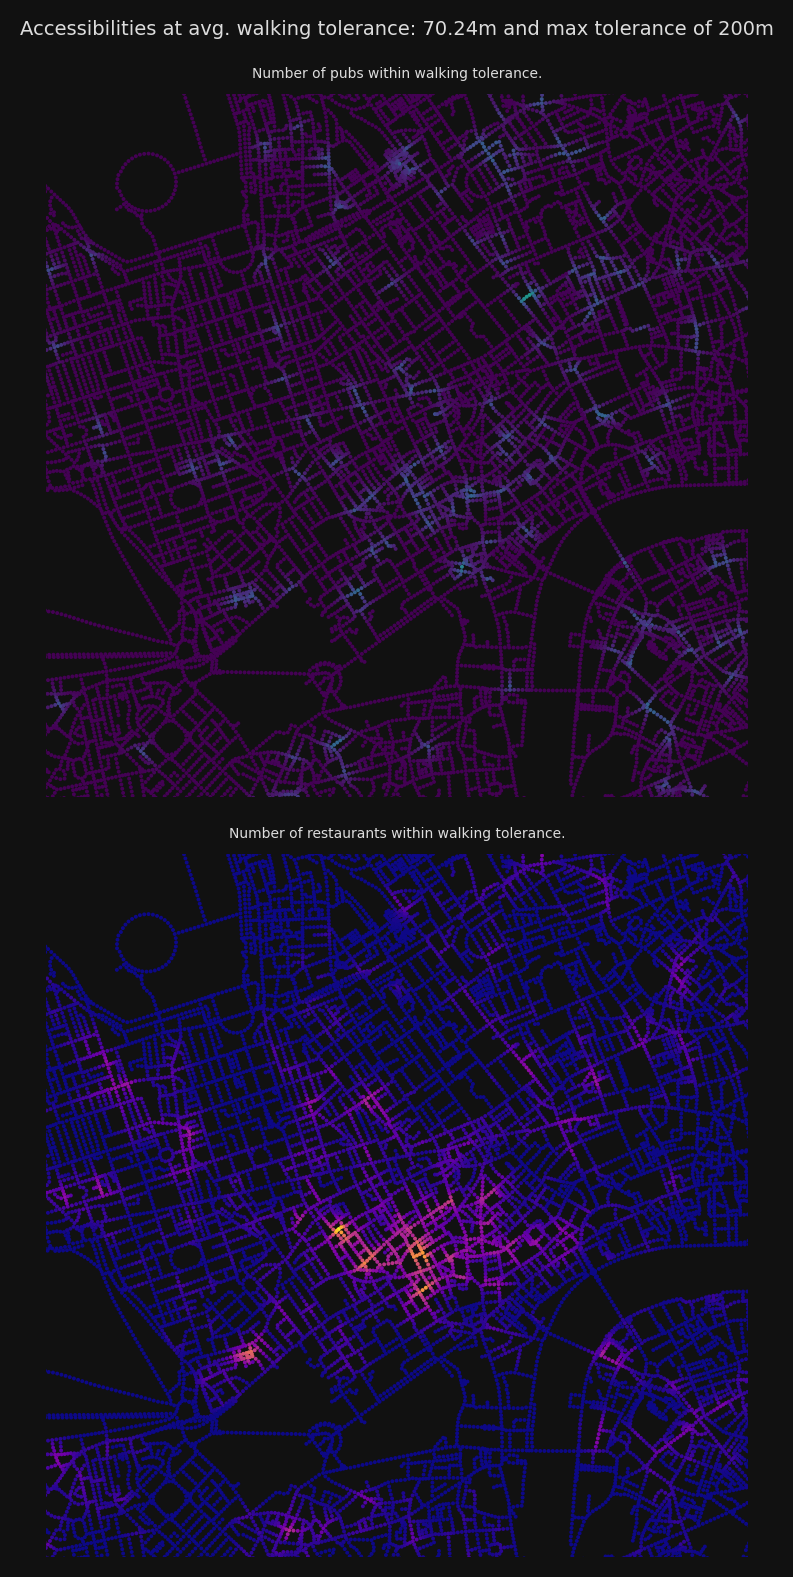 Accessibilities at avg. walking tolerance: 70.24m and max tolerance of 200m
Number of pubs within walking tolerance.
Number of restaurants within walking tolerance.